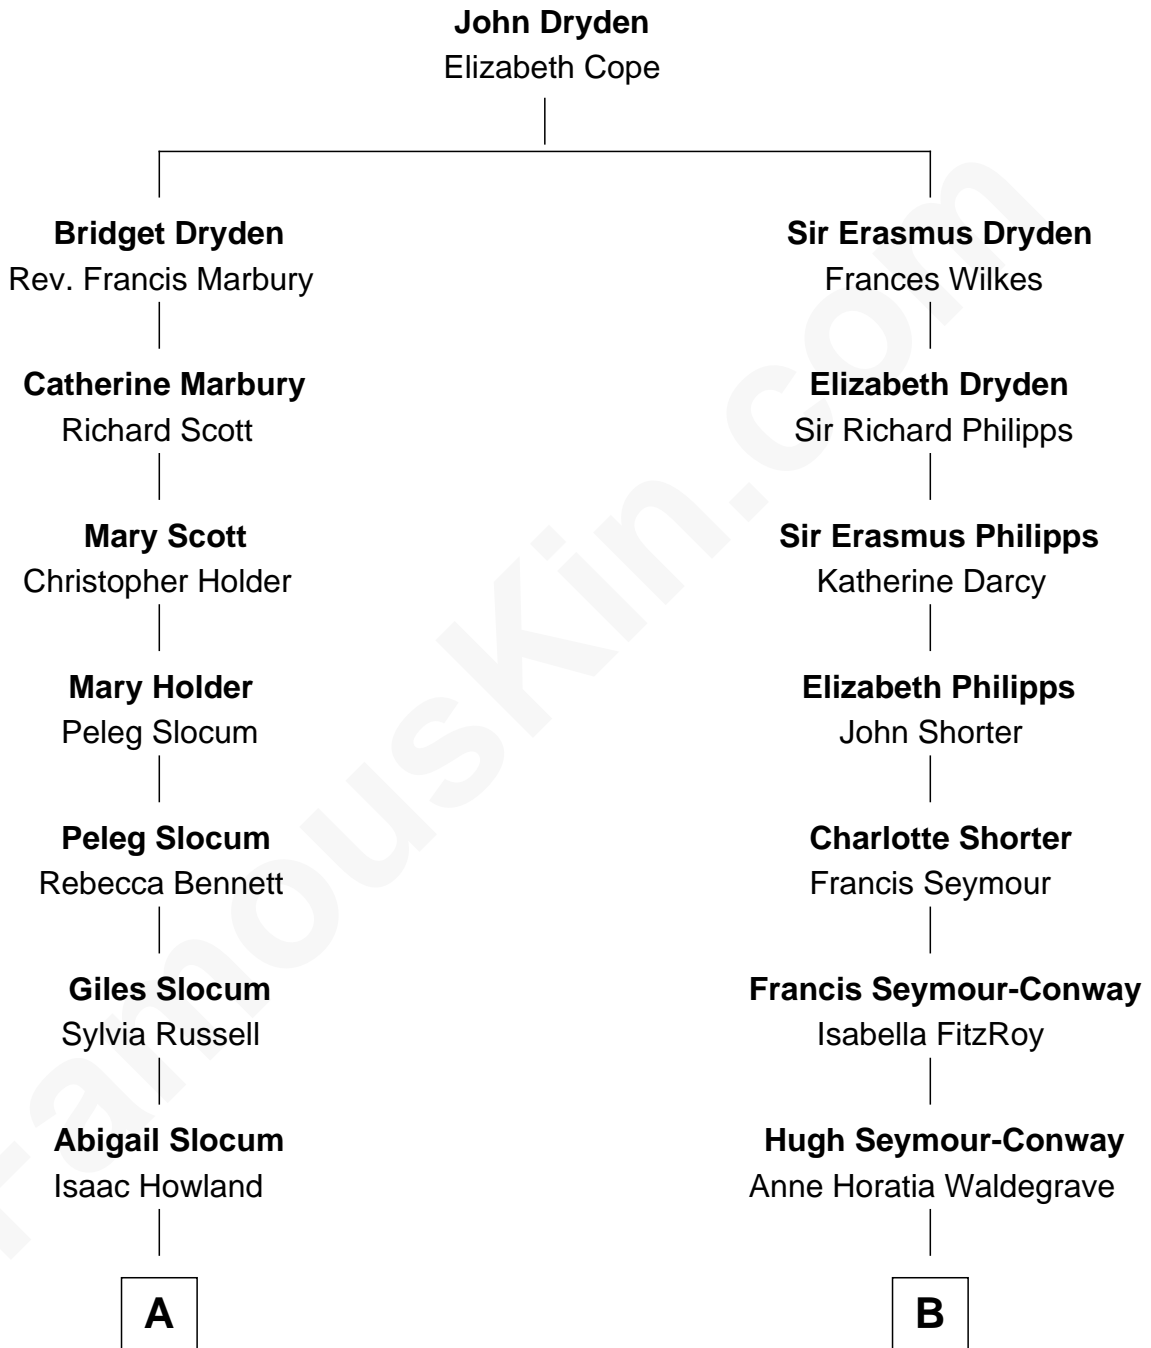 John Dryden
Elizabeth Cope
Bridget Dryden
Rev. Francis Marbury
Sir Erasmus Dryden
Frances Wilkes
Catherine Marbury
Richard Scott
Elizabeth Dryden
Sir Richard Philipps
Mary Scott
Christopher Holder
Sir Erasmus Philipps
Katherine Darcy
Mary Holder
Peleg Slocum
Elizabeth Philipps
John Shorter
Peleg Slocum
Rebecca Bennett
Charlotte Shorter
Francis Seymour
Giles Slocum
Sylvia Russell
Francis Seymour-Conway
Isabella FitzRoy
Abigail Slocum
Isaac Howland
Hugh Seymour-Conway
Anne Horatia Waldegrave
A
B
FamousKin.com